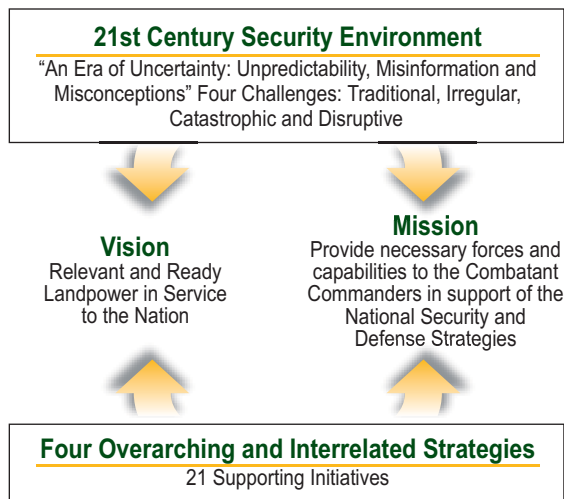 21st Century Security Environment
“An Era of Uncertainty: Unpredictability, Misinformation and
Misconceptions” Four Challenges: Traditional, Irregular,
Catastrophic and Disruptive
Vision
Relevant and Ready
Landpower in Service
to the Nation
Mission
Provide necessary forces and
capabilities to the Combatant
Commanders in support of the
National Security and
Defense Strategies
Four Overarching and Interrelated Strategies
21 Supporting Initiatives